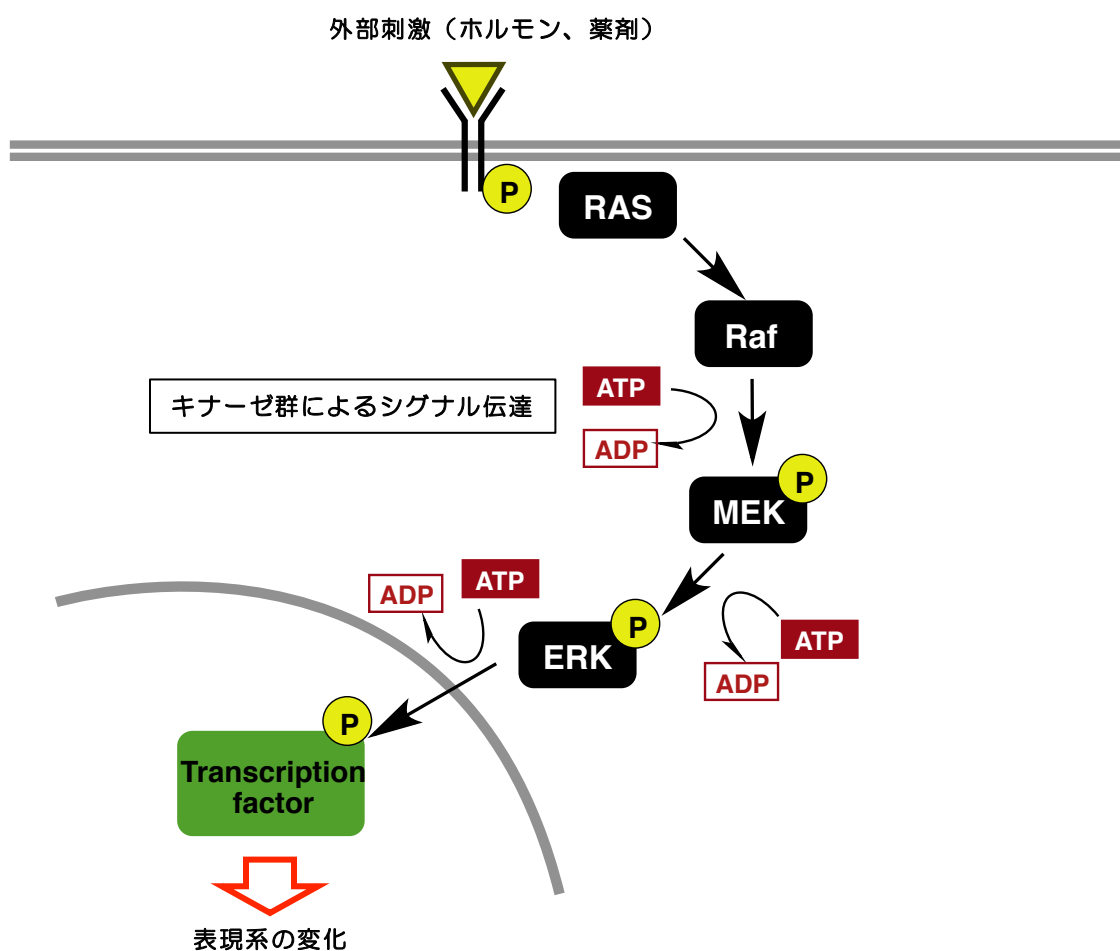 外部刺激（ホルモン、薬剤）
P
RAS
Raf
ATP
キナーゼ群によるシグナル伝達
ADP
P
MEK
ATP
ADP
P
ERK
ATP
ADP
P
Transcription
factor
表現系の変化